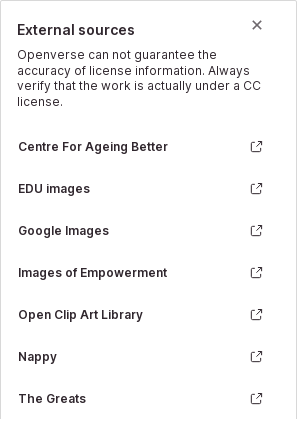 External sources
Openverse can not guarantee the
accuracy of license information. Always
verify that the work is actually under a CC
license.
Centre For Ageing Better
EDU images
Google Images
Images of Empowerment
Open Clip Art Library
Nappy
The Greats